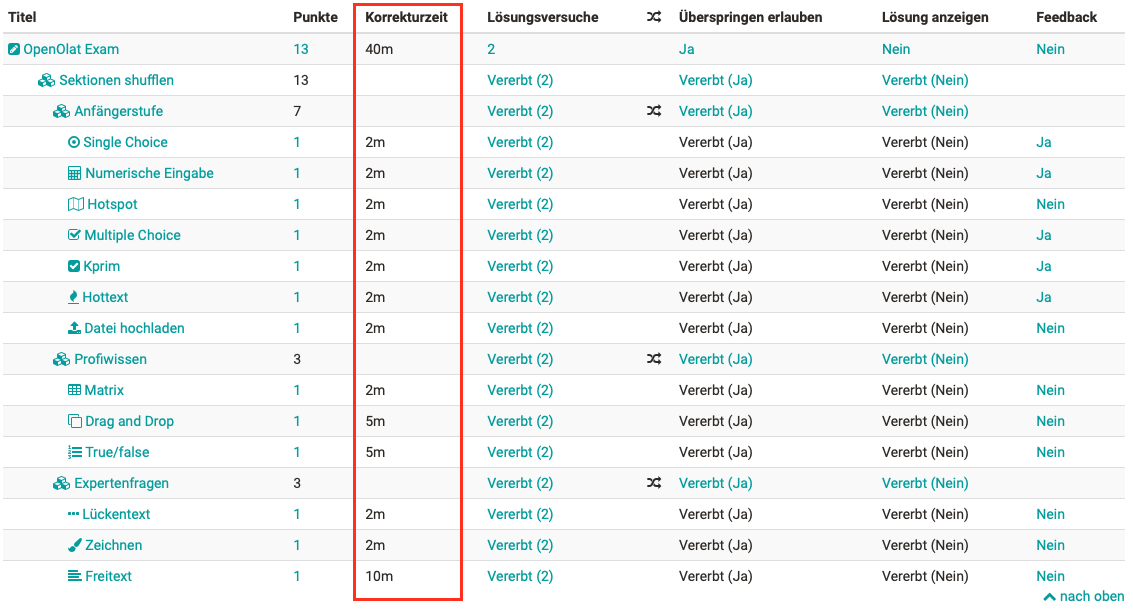 Titel Punkte Korrekturzeit Lösungsversuche Überspringen erlauben Lösung anzeigen Feedback
OpenOlat Exam 13 40m 2 Ja Nein Nein
Sektionen shufflen 13 Vererbt (2) Vererbt (Ja) Vererbt (Nein)
Anfängerstufe 7 Vererbt (2) Vererbt (Ja) Vererbt (Nein)
Single Choice 1 2m Vererbt (2) Vererbt (Ja) Vererbt (Nein) Ja
Numerische Eingabe 1 2m Vererbt (2) Vererbt (Ja) Vererbt (Nein) Ja
Hotspot 1 2m Vererbt (2) Vererbt (Ja) Vererbt (Nein) Nein
Multiple Choice 1 2m Vererbt (2) Vererbt (Ja) Vererbt (Nein) Ja
Kprim 1 2m Vererbt (2) Vererbt (Ja) Vererbt (Nein) Ja
Hottext 1 2m Vererbt (2) Vererbt (Ja) Vererbt (Nein) Ja
Datei hochladen 1 2m Vererbt (2) Vererbt (Ja) Vererbt (Nein) Nein
Profiwissen 3 Vererbt (2) Vererbt (Ja) Vererbt (Nein)
Matrix 1 2m Vererbt (2) Vererbt (Ja) Vererbt (Nein) Nein
Drag and Drop 1 5m Vererbt (2) Vererbt (Ja) Vererbt (Nein) Nein
True/false 1 5m Vererbt (2) Vererbt (Ja) Vererbt (Nein) Nein
Expertenfragen 3 Vererbt (2) Vererbt (Ja) Vererbt (Nein)
Lückentext 1 2m Vererbt (2) Vererbt (Ja) Vererbt (Nein) Nein
Zeichnen 1 2m Vererbt (2) Vererbt (Ja) Vererbt (Nein) Nein
Freitext 1 10m Vererbt (2) Vererbt (Ja) Vererbt (Nein) Nein
nach oben